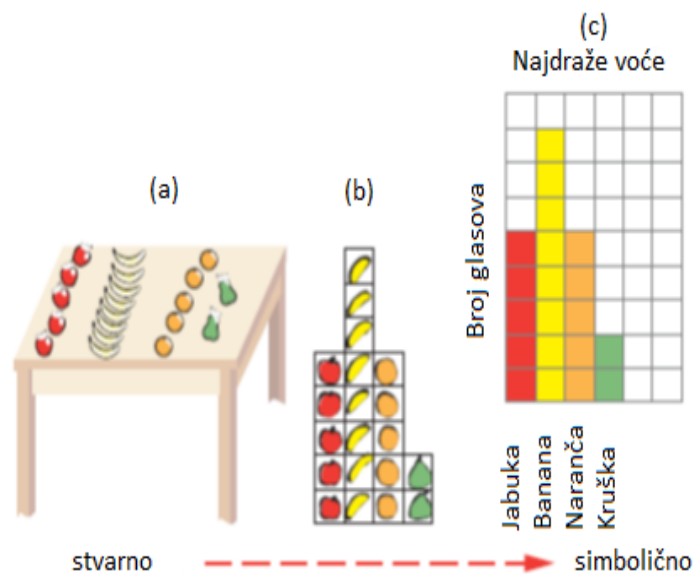 (c)
Najdraže voće
(a)
(b)
Broj glasova
Jabuka
Banana
Naranča
Kruška
stvarno
simbolično